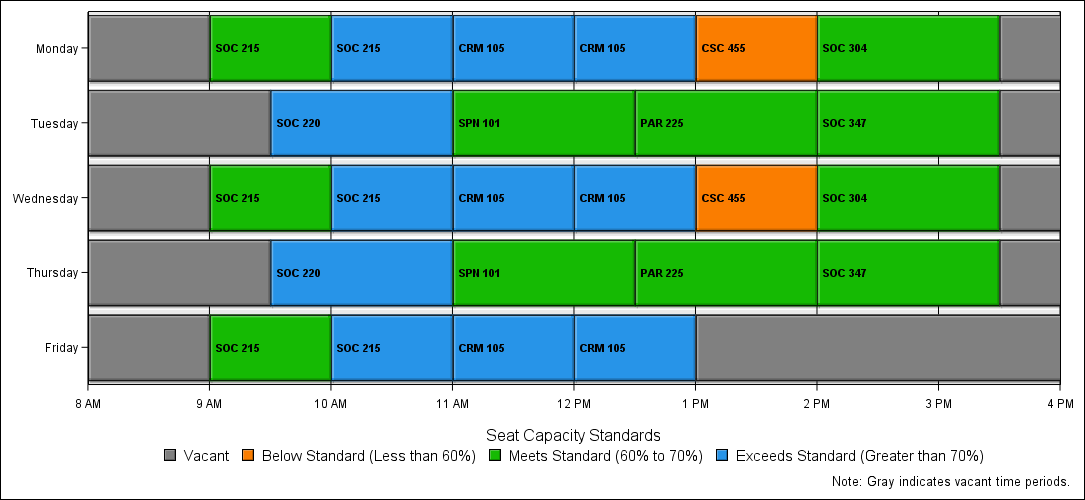 Monday SOC 215 SOC 215 CRM 105 CRM 105 CSC 455 SOC 304
Tuesday SOC 220 SPN 101 PAR 225 SOC 347
Wednesday SOC 215 SOC 215 CRM 105 CRM 105 CSC 455 SOC 304
Thursday SOC 220 SPN 101 PAR 225 SOC 347
Friday SOC 215 SOC 215 CRM 105 CRM 105
8 AM 9 AM 10 AM 11 AM 12 PM 1 PM 2 PM 3 PM 4 PM
Seat Capacity Standards
Vacant Below Standard (Less than 60%) Meets Standard (60% to 70%) Exceeds Standard (Greater than 70%)
Note: Gray indicates vacant time periods.